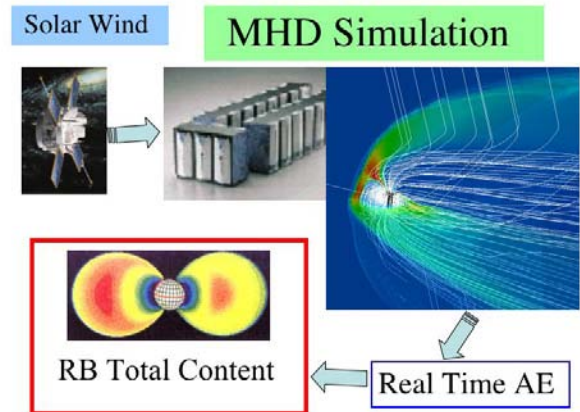 Solar Wind
MHD Simulation
RB Total Content
Real Time AE